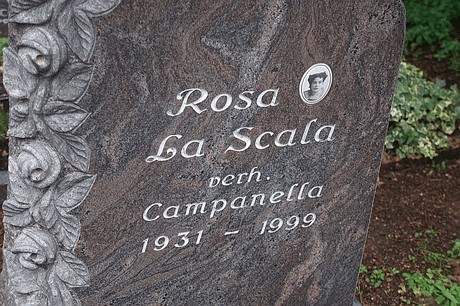 Rosa
La Scala
verh.
Campanella
1931 - 1999